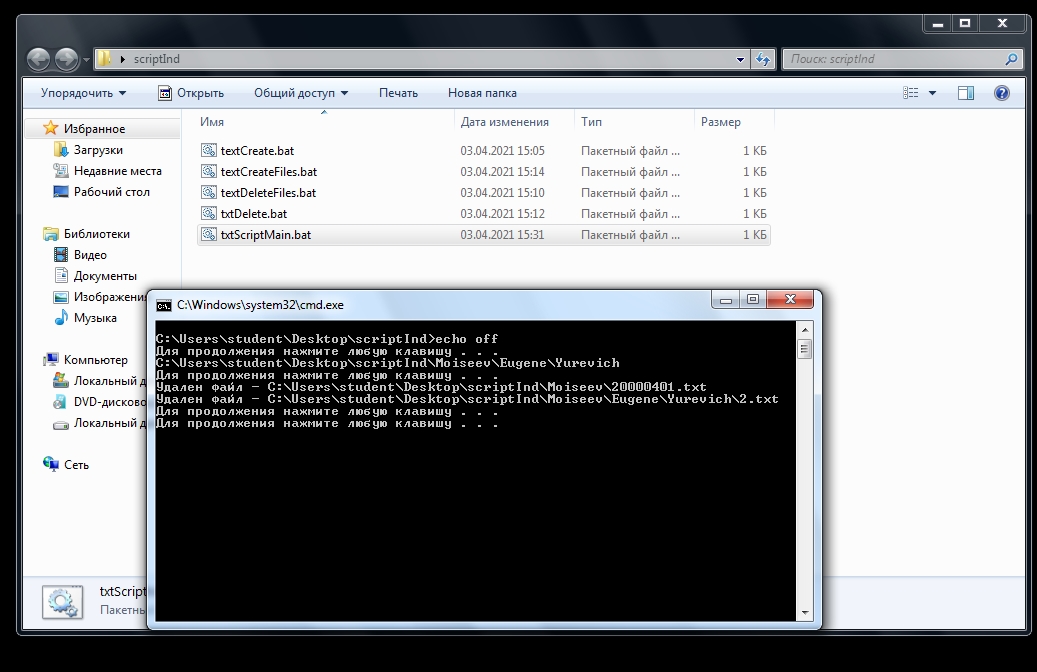 scriptInd
Поиск: scriptInd
Упорядочить Открыть Общий доступ Печать Новая папка
Имя Дата изменения Тип Размер
Избранное
Загрузки
Недавние места
Рабочий стол
Библиотеки
Видео
Документы
Изображения
Музыка
Компьютер
Локальный д
DVD-дисково
Локальный д
Сеть
textCreate.bat 03.04.2021 15:05 Пакетный файл ... 1 КБ
textCreateFiles.bat 03.04.2021 15:14 Пакетный файл ... 1 КБ
textDeleteFiles.bat 03.04.2021 15:10 Пакетный файл ... 1 КБ
txtDelete.bat 03.04.2021 15:12 Пакетный файл ... 1 КБ
txtScriptMain.bat 03.04.2021 15:31 Пакетный файл ... 1 КБ
C:\Windows\system32\cmd.exe
C:\Users\student\Desktop\scriptInd>echo off
Для продолжения нажмите любую клавишу . . .
C:\Users\student\Desktop\scriptInd\Moiseev\Eugene\Yurevich
Для продолжения нажмите любую клавишу . . .
Удален файл - C:\Users\student\Desktop\scriptInd\Moiseev\20000401.txt
Удален файл - C:\Users\student\Desktop\scriptInd\Moiseev\Eugene\Yurevich\2.txt
Для продолжения нажмите любую клавишу . . .
Для продолжения нажмите любую клавишу . . .
txtScript
Пакетны